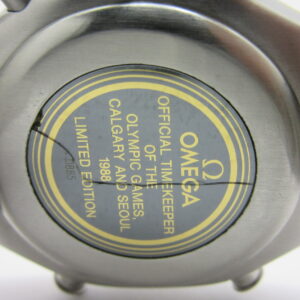 Ω
OMEGA
OFFICIAL TIMEKEEPER
OF THE
OLYMPIC GAMES,
CALGARY AND SEOUL
1988
LIMITED EDITION